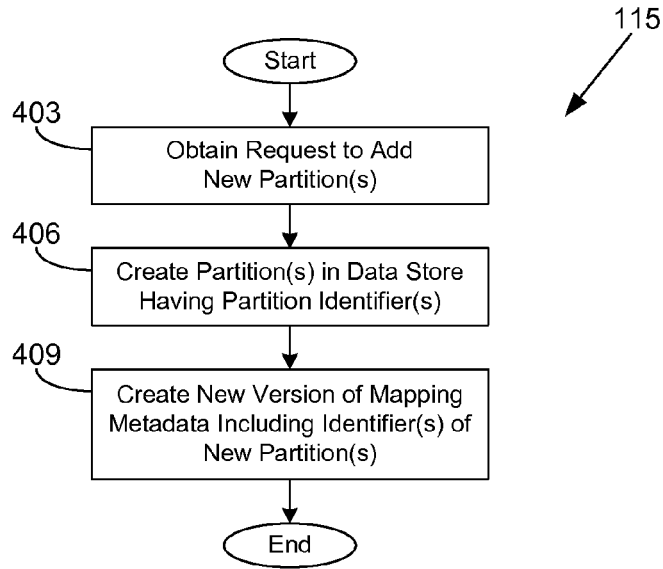 115
Start
403
Obtain Request to Add
New Partition(s)
406
Create Partition(s) in Data Store
Having Partition Identifier(s)
409
Create New Version of Mapping
Metadata Including Identifier(s) of
New Partition(s)
End